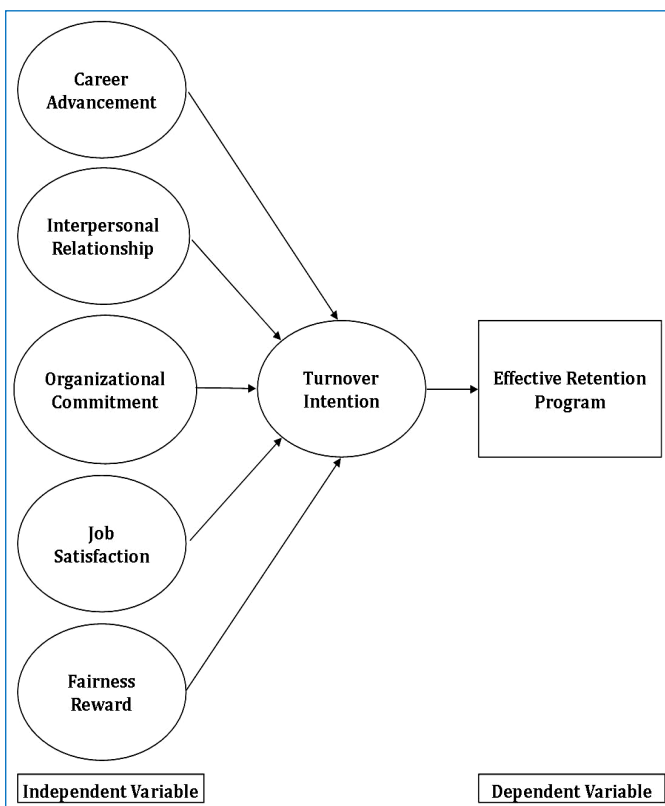 Career
Advancement
Interpersonal
Relationship
Organizational
Commitment
Turnover
Intention
Effective Retention
Program
Job
Satisfaction
Fairness
Reward
Independent Variable
Dependent Variable